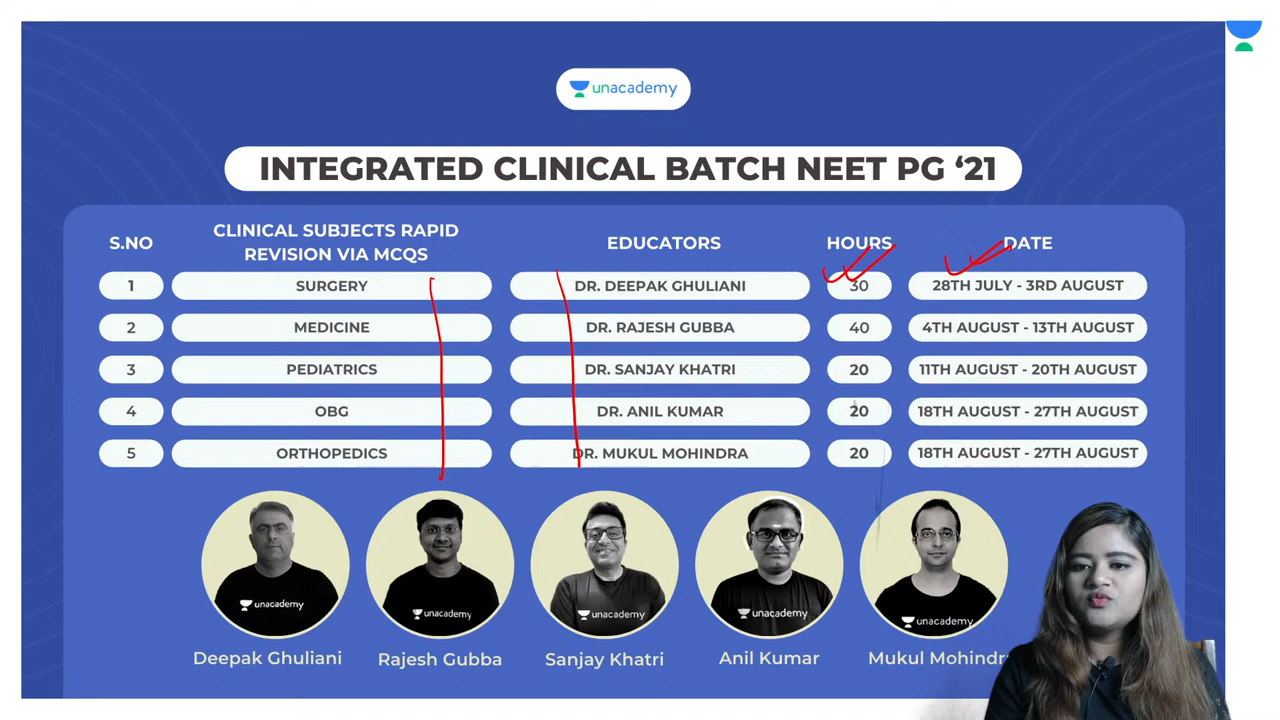 unacademy
INTEGRATED CLINICAL BATCH NEET PG ‘21
S.NO CLINICAL SUBJECTS RAPID REVISION VIA MCQS EDUCATORS HOURS DATE
1 SURGERY DR. DEEPAK GHULIANI 30 28TH JULY - 3RD AUGUST
2 MEDICINE DR. RAJESH GUBBA 40 4TH AUGUST - 13TH AUGUST
3 PEDIATRICS DR. SANJAY KHATRI 20 11TH AUGUST - 20TH AUGUST
4 OBG DR. ANIL KUMAR 20 18TH AUGUST - 27TH AUGUST
5 ORTHOPEDICS DR. MUKUL MOHINDRA 20 18TH AUGUST - 27TH AUGUST
unacademy unacademy unacademy unacademy unacademy
Deepak Ghuliani Rajesh Gubba Sanjay Khatri Anil Kumar Mukul Mohindra